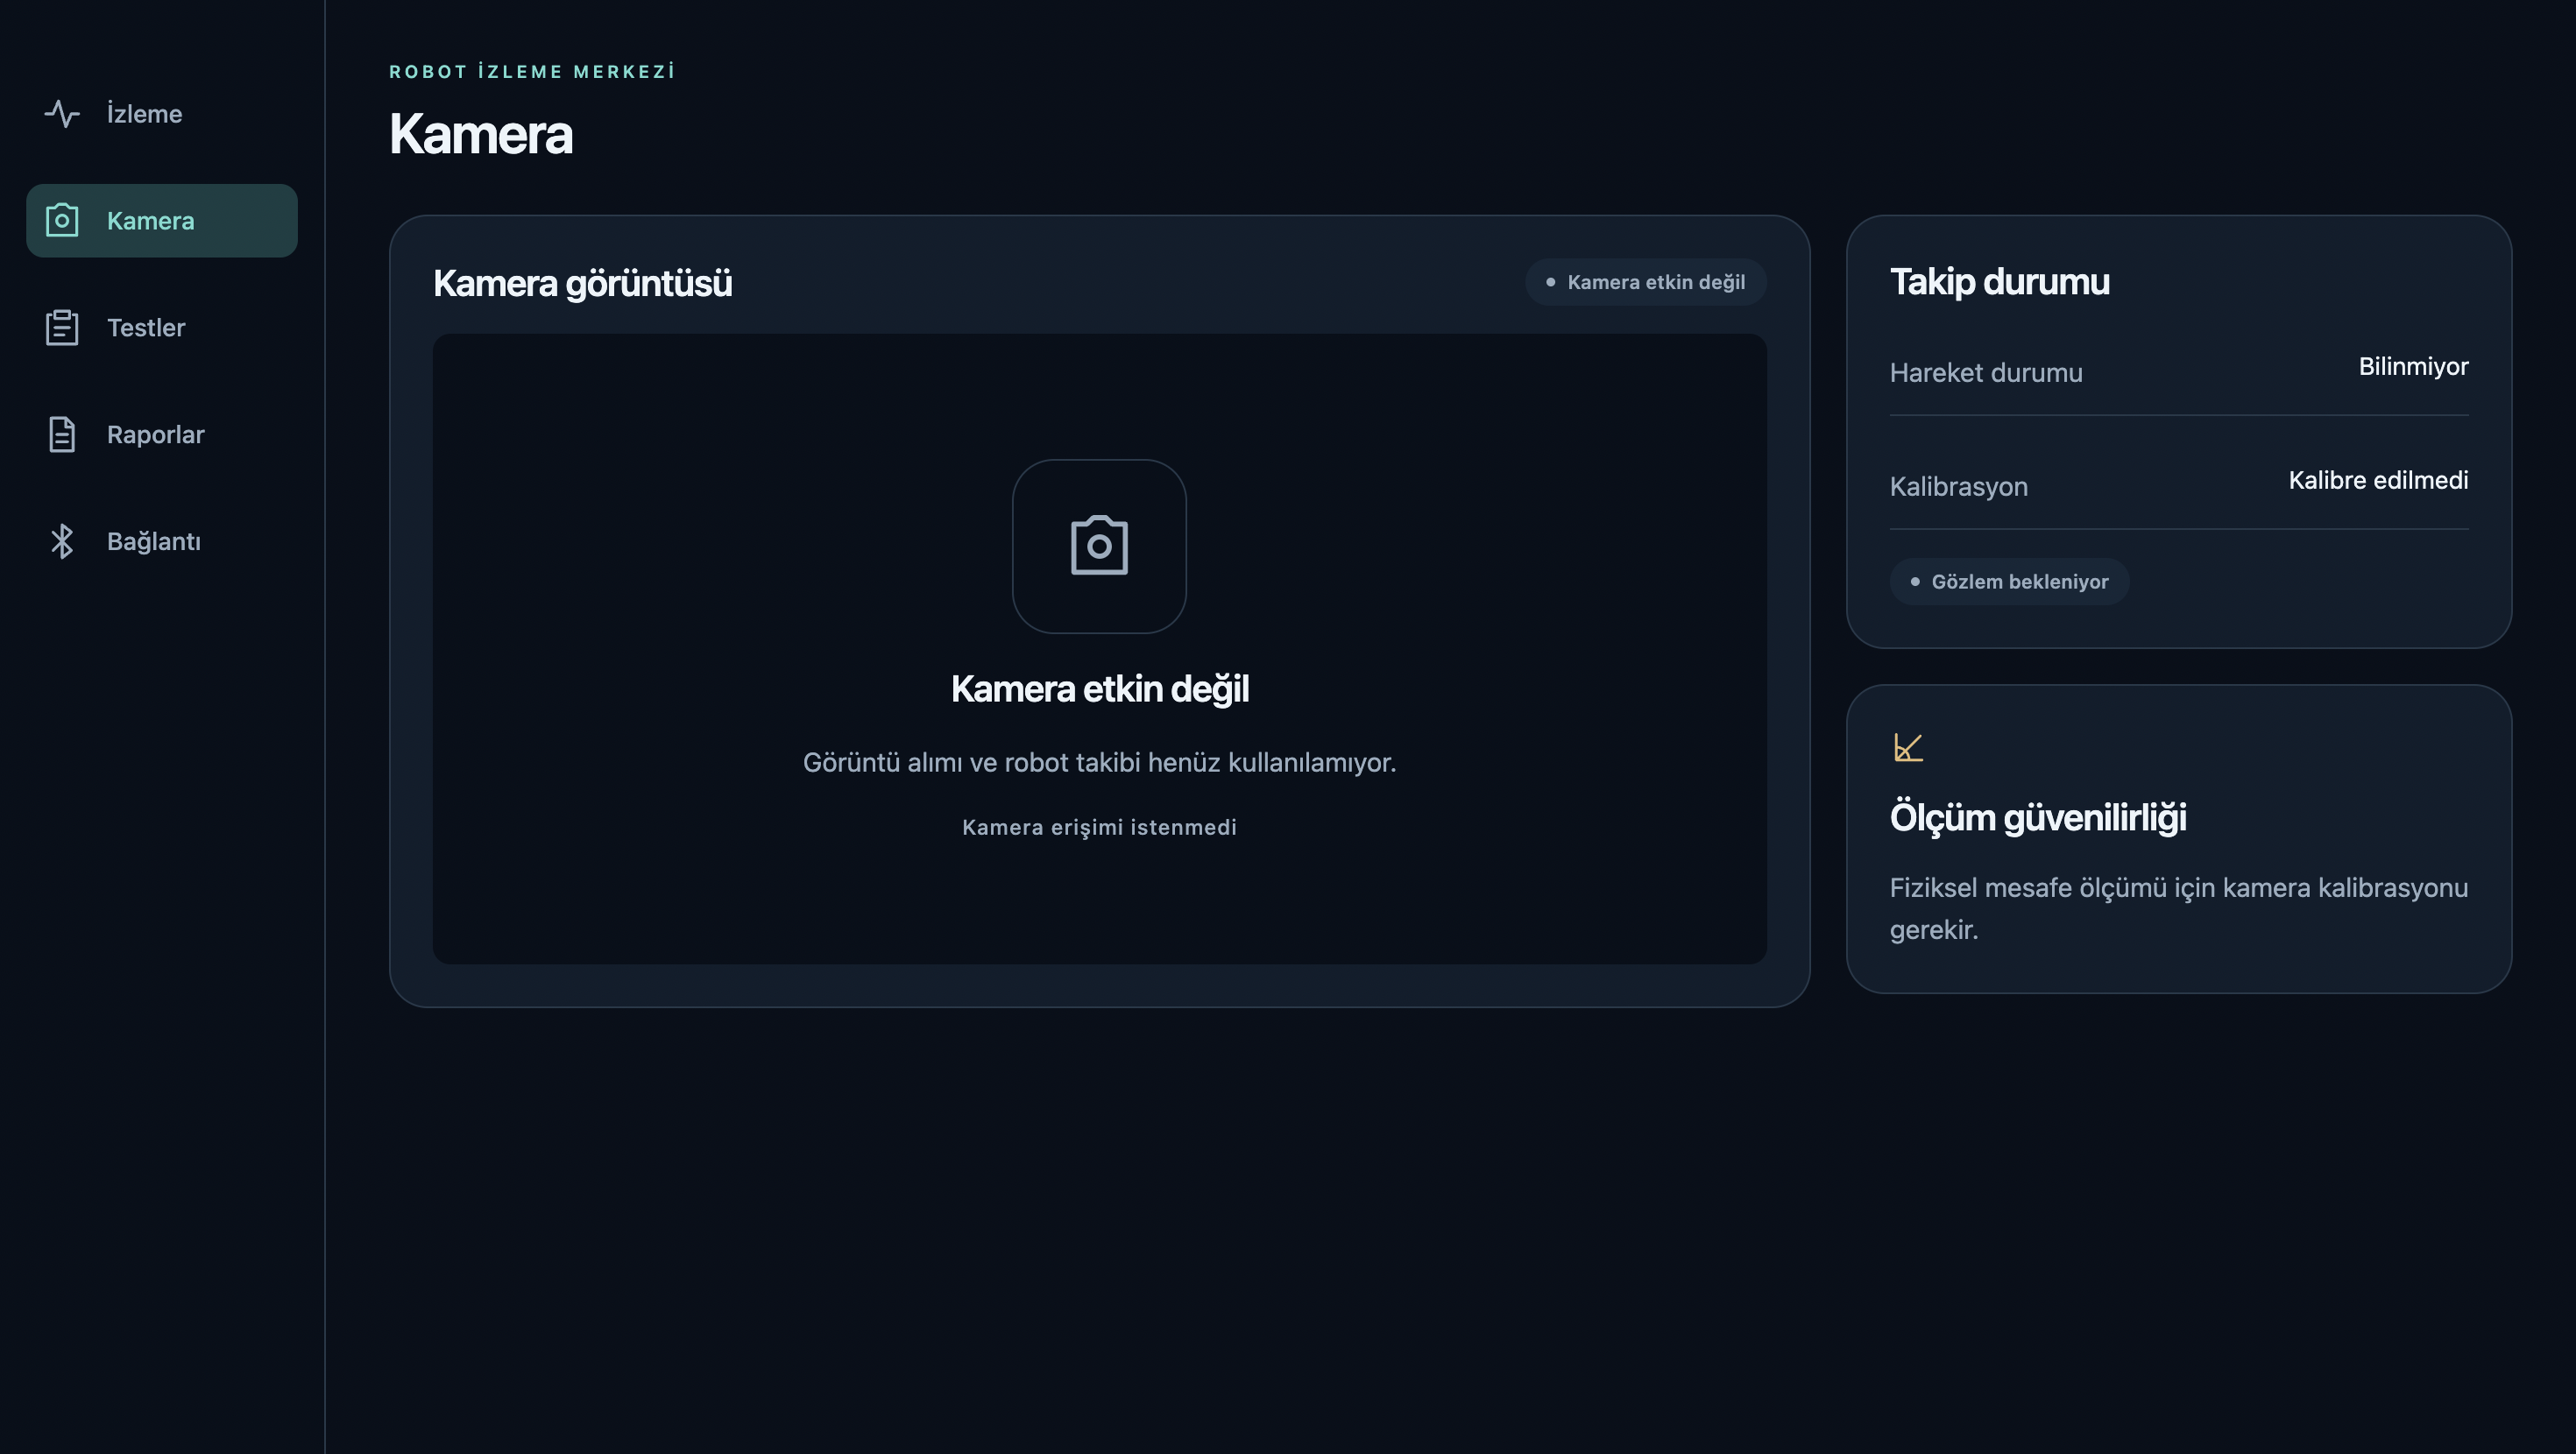 İzleme
Kamera
Testler
Raporlar
Bağlantı
ROBOT İZLEME MERKEZİ
Kamera
Kamera görüntüsü
Kamera etkin değil
Kamera etkin değil
Görüntü alımı ve robot takibi henüz kullanılamıyor.
Kamera erişimi istenmedi
Takip durumu
Hareket durumu
Bilinmiyor
Kalibrasyon
Kalibre edilmedi
Gözlem bekleniyor
Ölçüm güvenilirliği
Fiziksel mesafe ölçümü için kamera kalibrasyonu
gerekir.